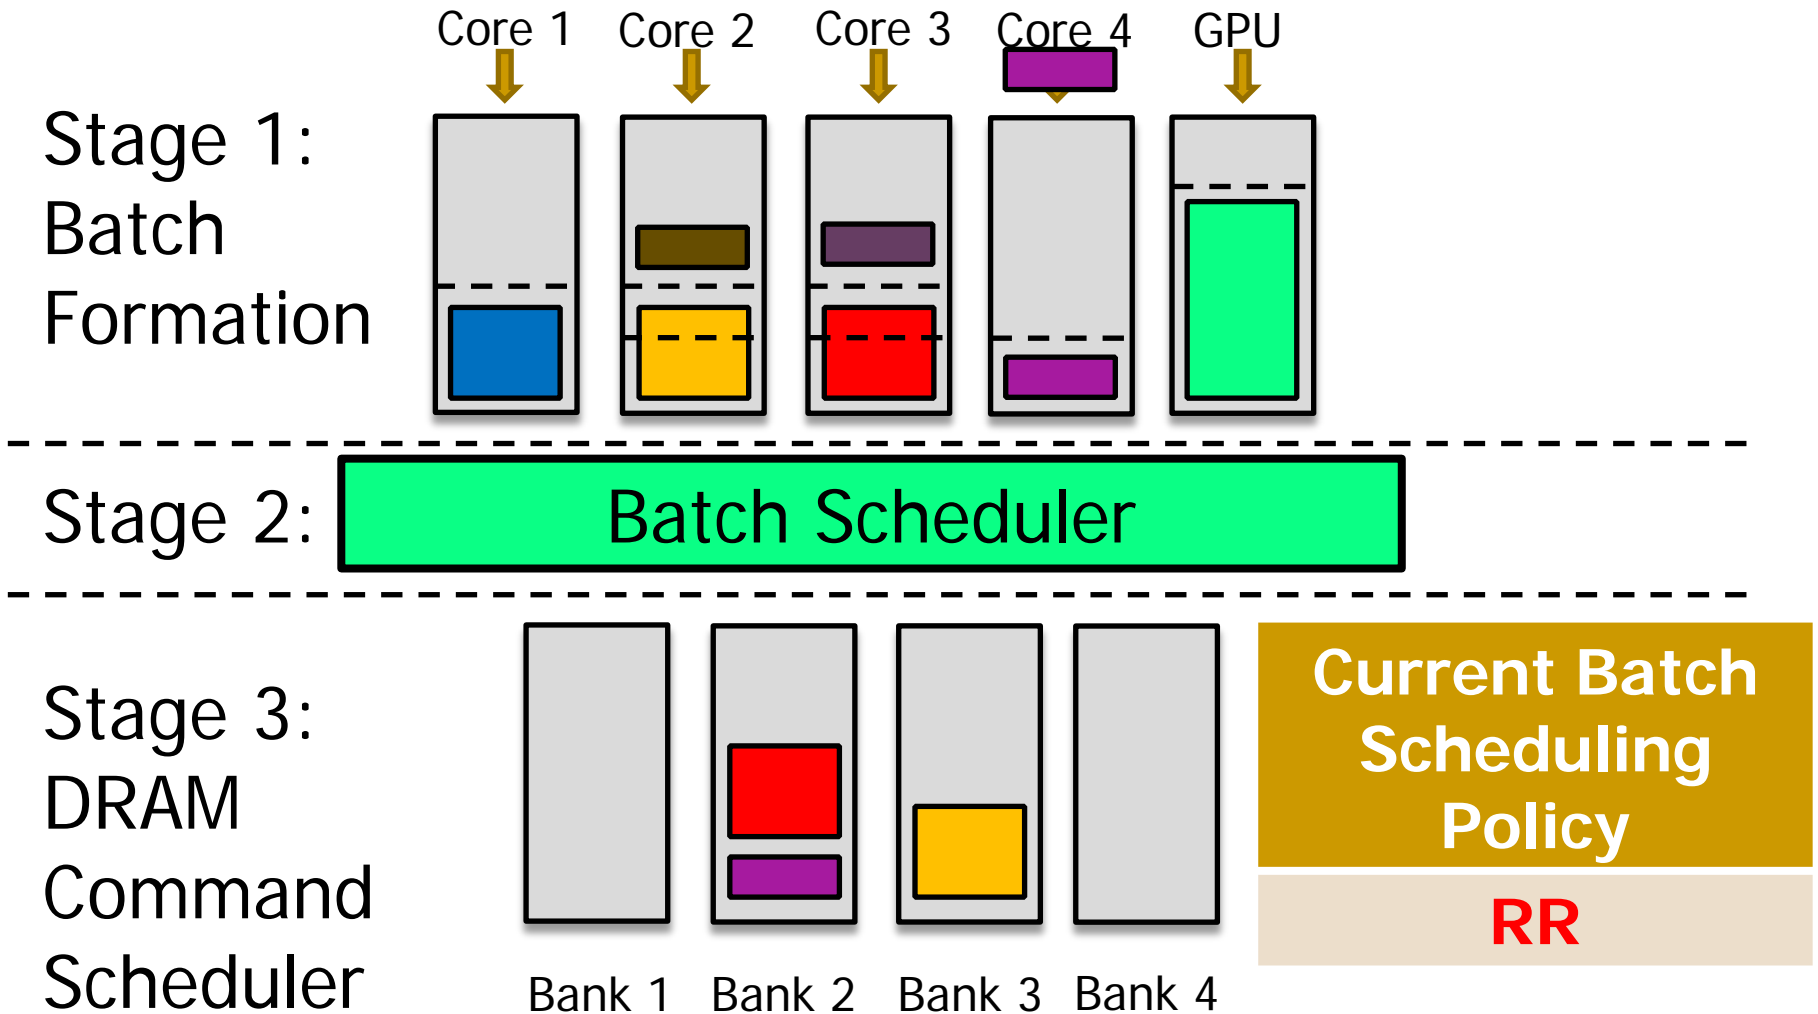 Core 1
Core 2
Core 3
Core 4
GPU
Stage 1:
Batch
Formation
Stage 2:
Batch Scheduler
Stage 3:
DRAM
Command
Scheduler
Current Batch
Scheduling
Policy
RR
Bank 1
Bank 2
Bank 3
Bank 4